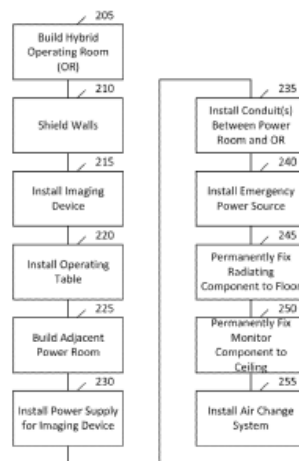 205
Build Hybrid
Operating Room
(OR)
210
Shield Walls
215
Install Imaging
Device
220
Install Operating
Table
225
Build Adjacent
Power Room
230
Install Power Supply
for Imaging Device
235
Install Conduit(s)
Between Power
Room and OR
240
Install Emergency
Power Source
245
Permanently Fix
Radiating
Component to Floor
250
Permanently Fix
Monitor
Component to
Ceiling
255
Install Air Change
System